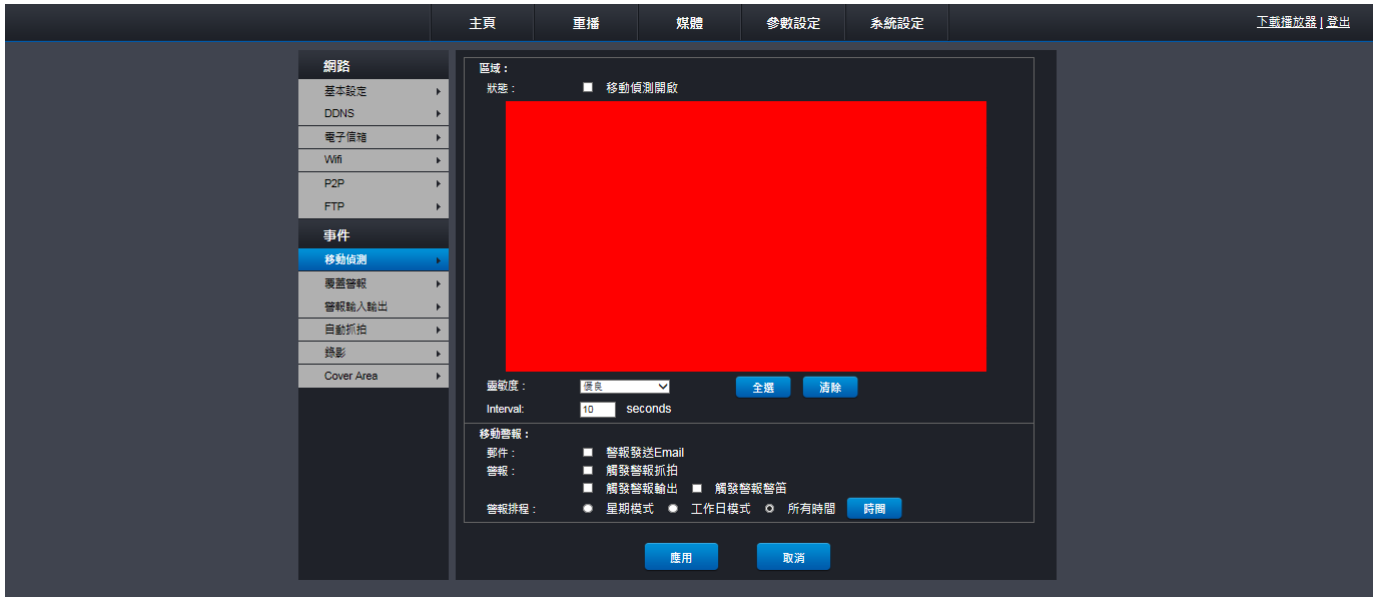 主頁 重播 媒體 參數設定 系統設定 下載播放器 | 登出
網路
基本設定
DDNS
電子信箱
Wifi
P2P
FTP
事件
移動偵測
覆蓋警報
警報輸入輸出
自動抓拍
錄影
Cover Area
區域：
狀態： 移動偵測開啟
靈敏度： 優良 全選 清除
Interval: 10 seconds
移動警報：
郵件： 警報發送Email
警報： 觸發警報抓拍
觸發警報輸出 觸發警報警笛
警報排程： 星期模式 工作日模式 所有時間 時間
應用 取消